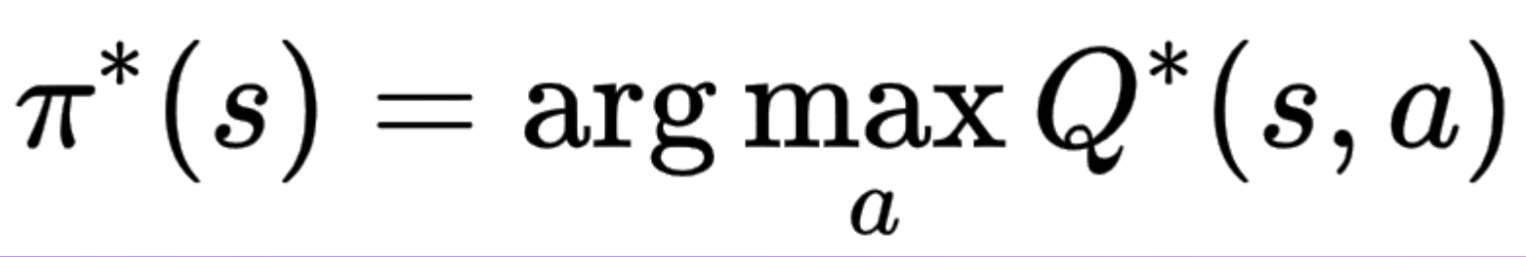 π*(s) = arg max Q*(s, a)
a